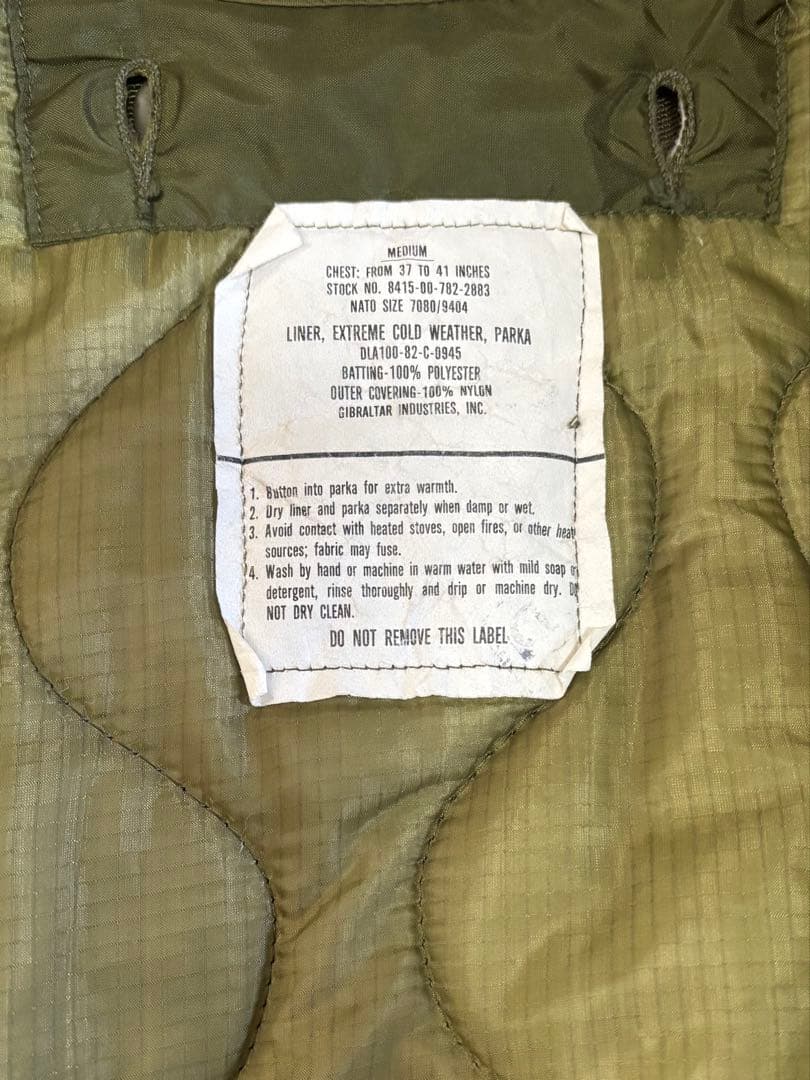 MEDIUM
CHEST: FROM 37 TO 41 INCHES
STOCK NO. 8415-00-782-2883
NATO SIZE 7080/9404
LINER, EXTREME COLD WEATHER, PARKA
DLA100-82-C-0945
BATTING-100% POLYESTER
OUTER COVERING-100% NYLON
GIBRALTAR INDUSTRIES, INC.
1. Button into parka for extra warmth.
2. Dry liner and parka separately when damp or wet.
3. Avoid contact with heated stoves, open fires, or other heat
sources; fabric may fuse.
4. Wash by hand or machine in warm water with mild soap or
detergent, rinse thoroughly and drip or machine dry. DO
NOT DRY CLEAN.
DO NOT REMOVE THIS LABEL